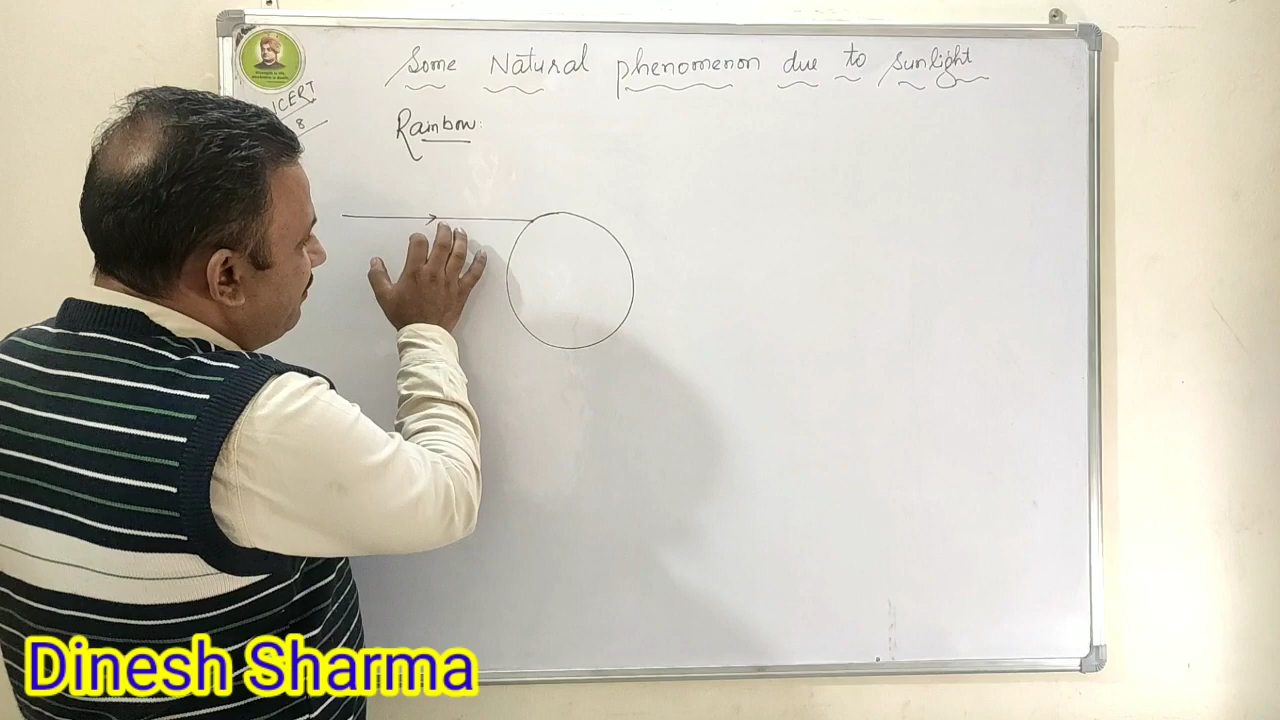 Some Natural phenomenon due to sunlight
NCERT
8
Rainbow:
Dinesh Sharma